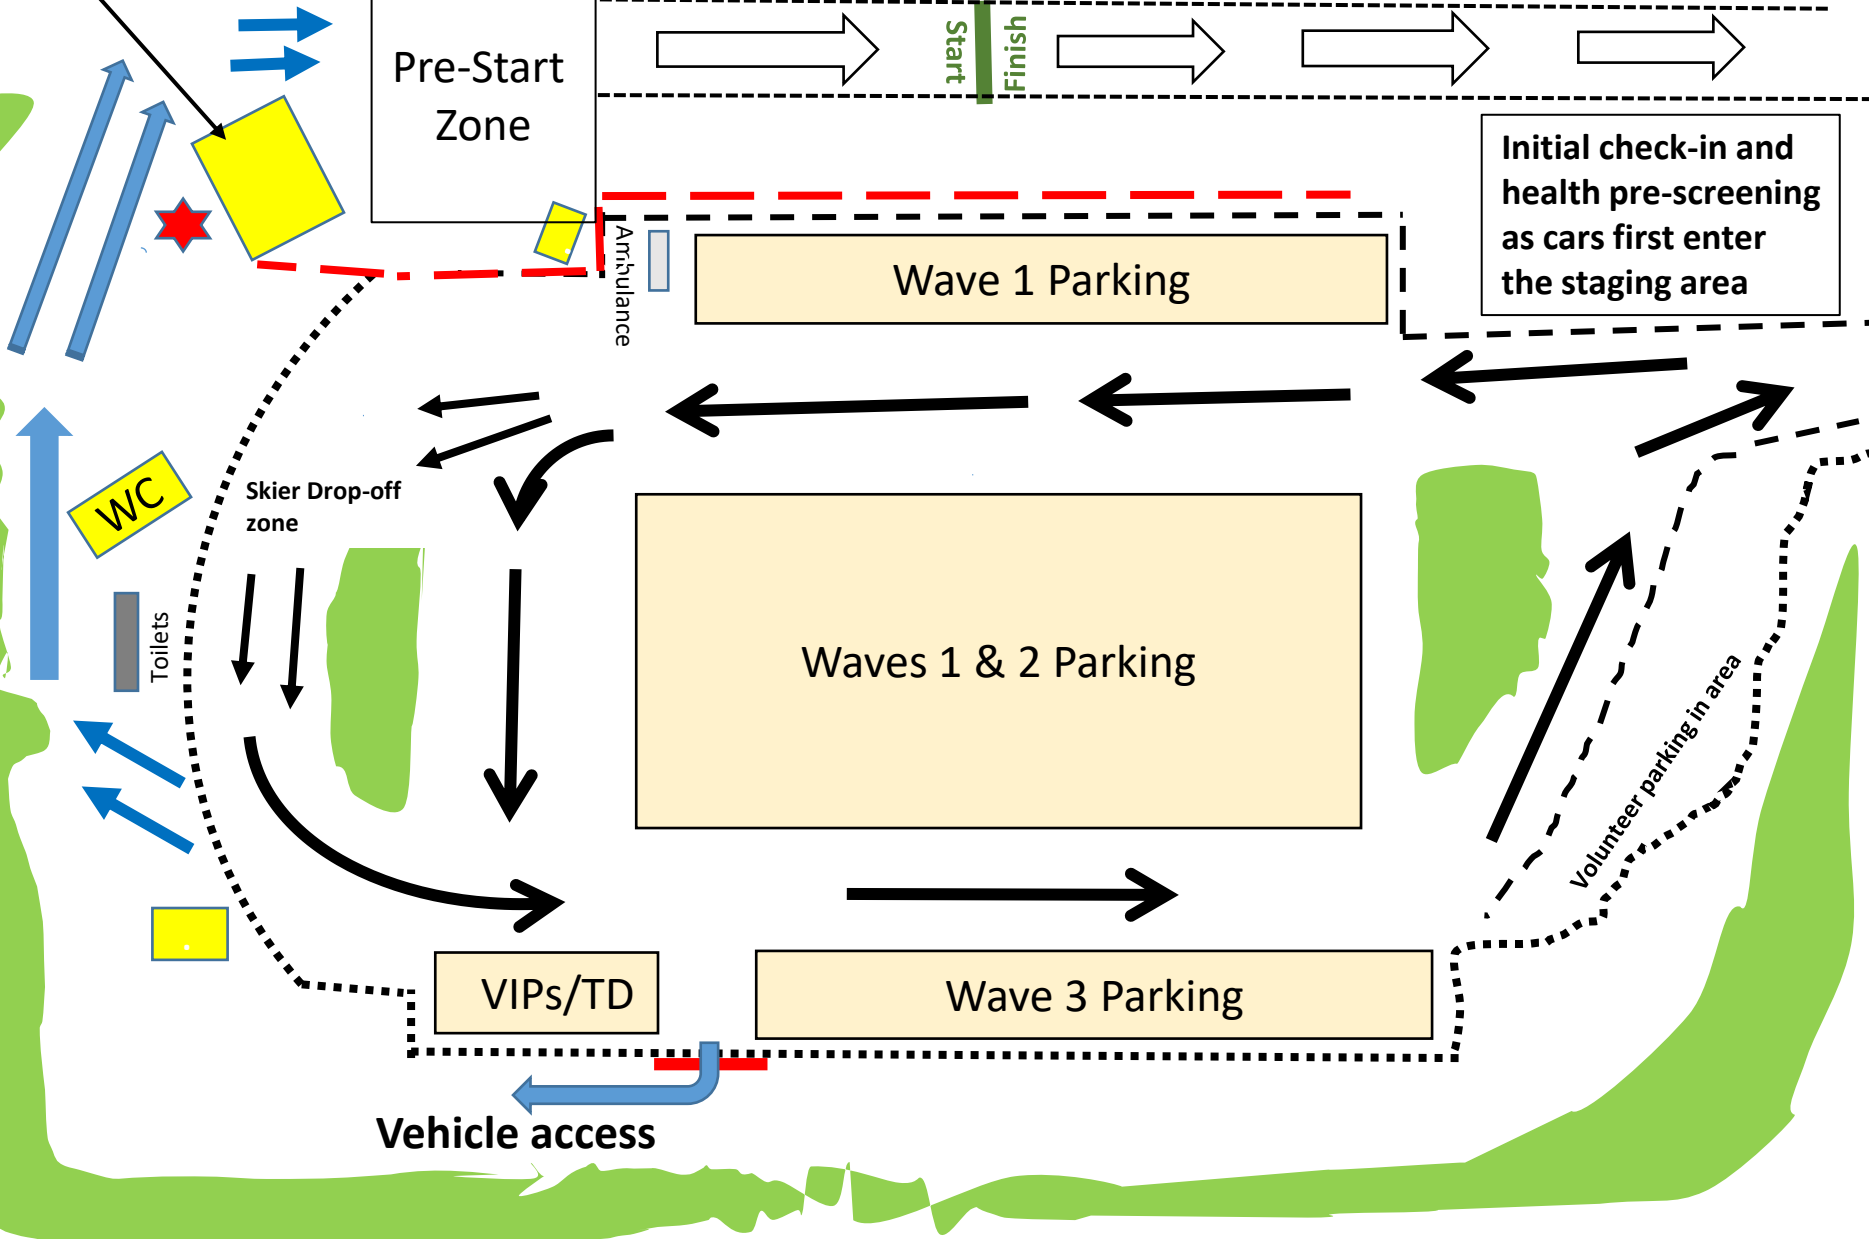 Pre-Start
Zone
Start
Finish
Initial check-in and
health pre-screening
as cars first enter
the staging area
Ambulance
Wave 1 Parking
WC
Skier Drop-off
zone
Toilets
Waves 1 & 2 Parking
Volunteer parking in area
VIPs/TD
Wave 3 Parking
Vehicle access